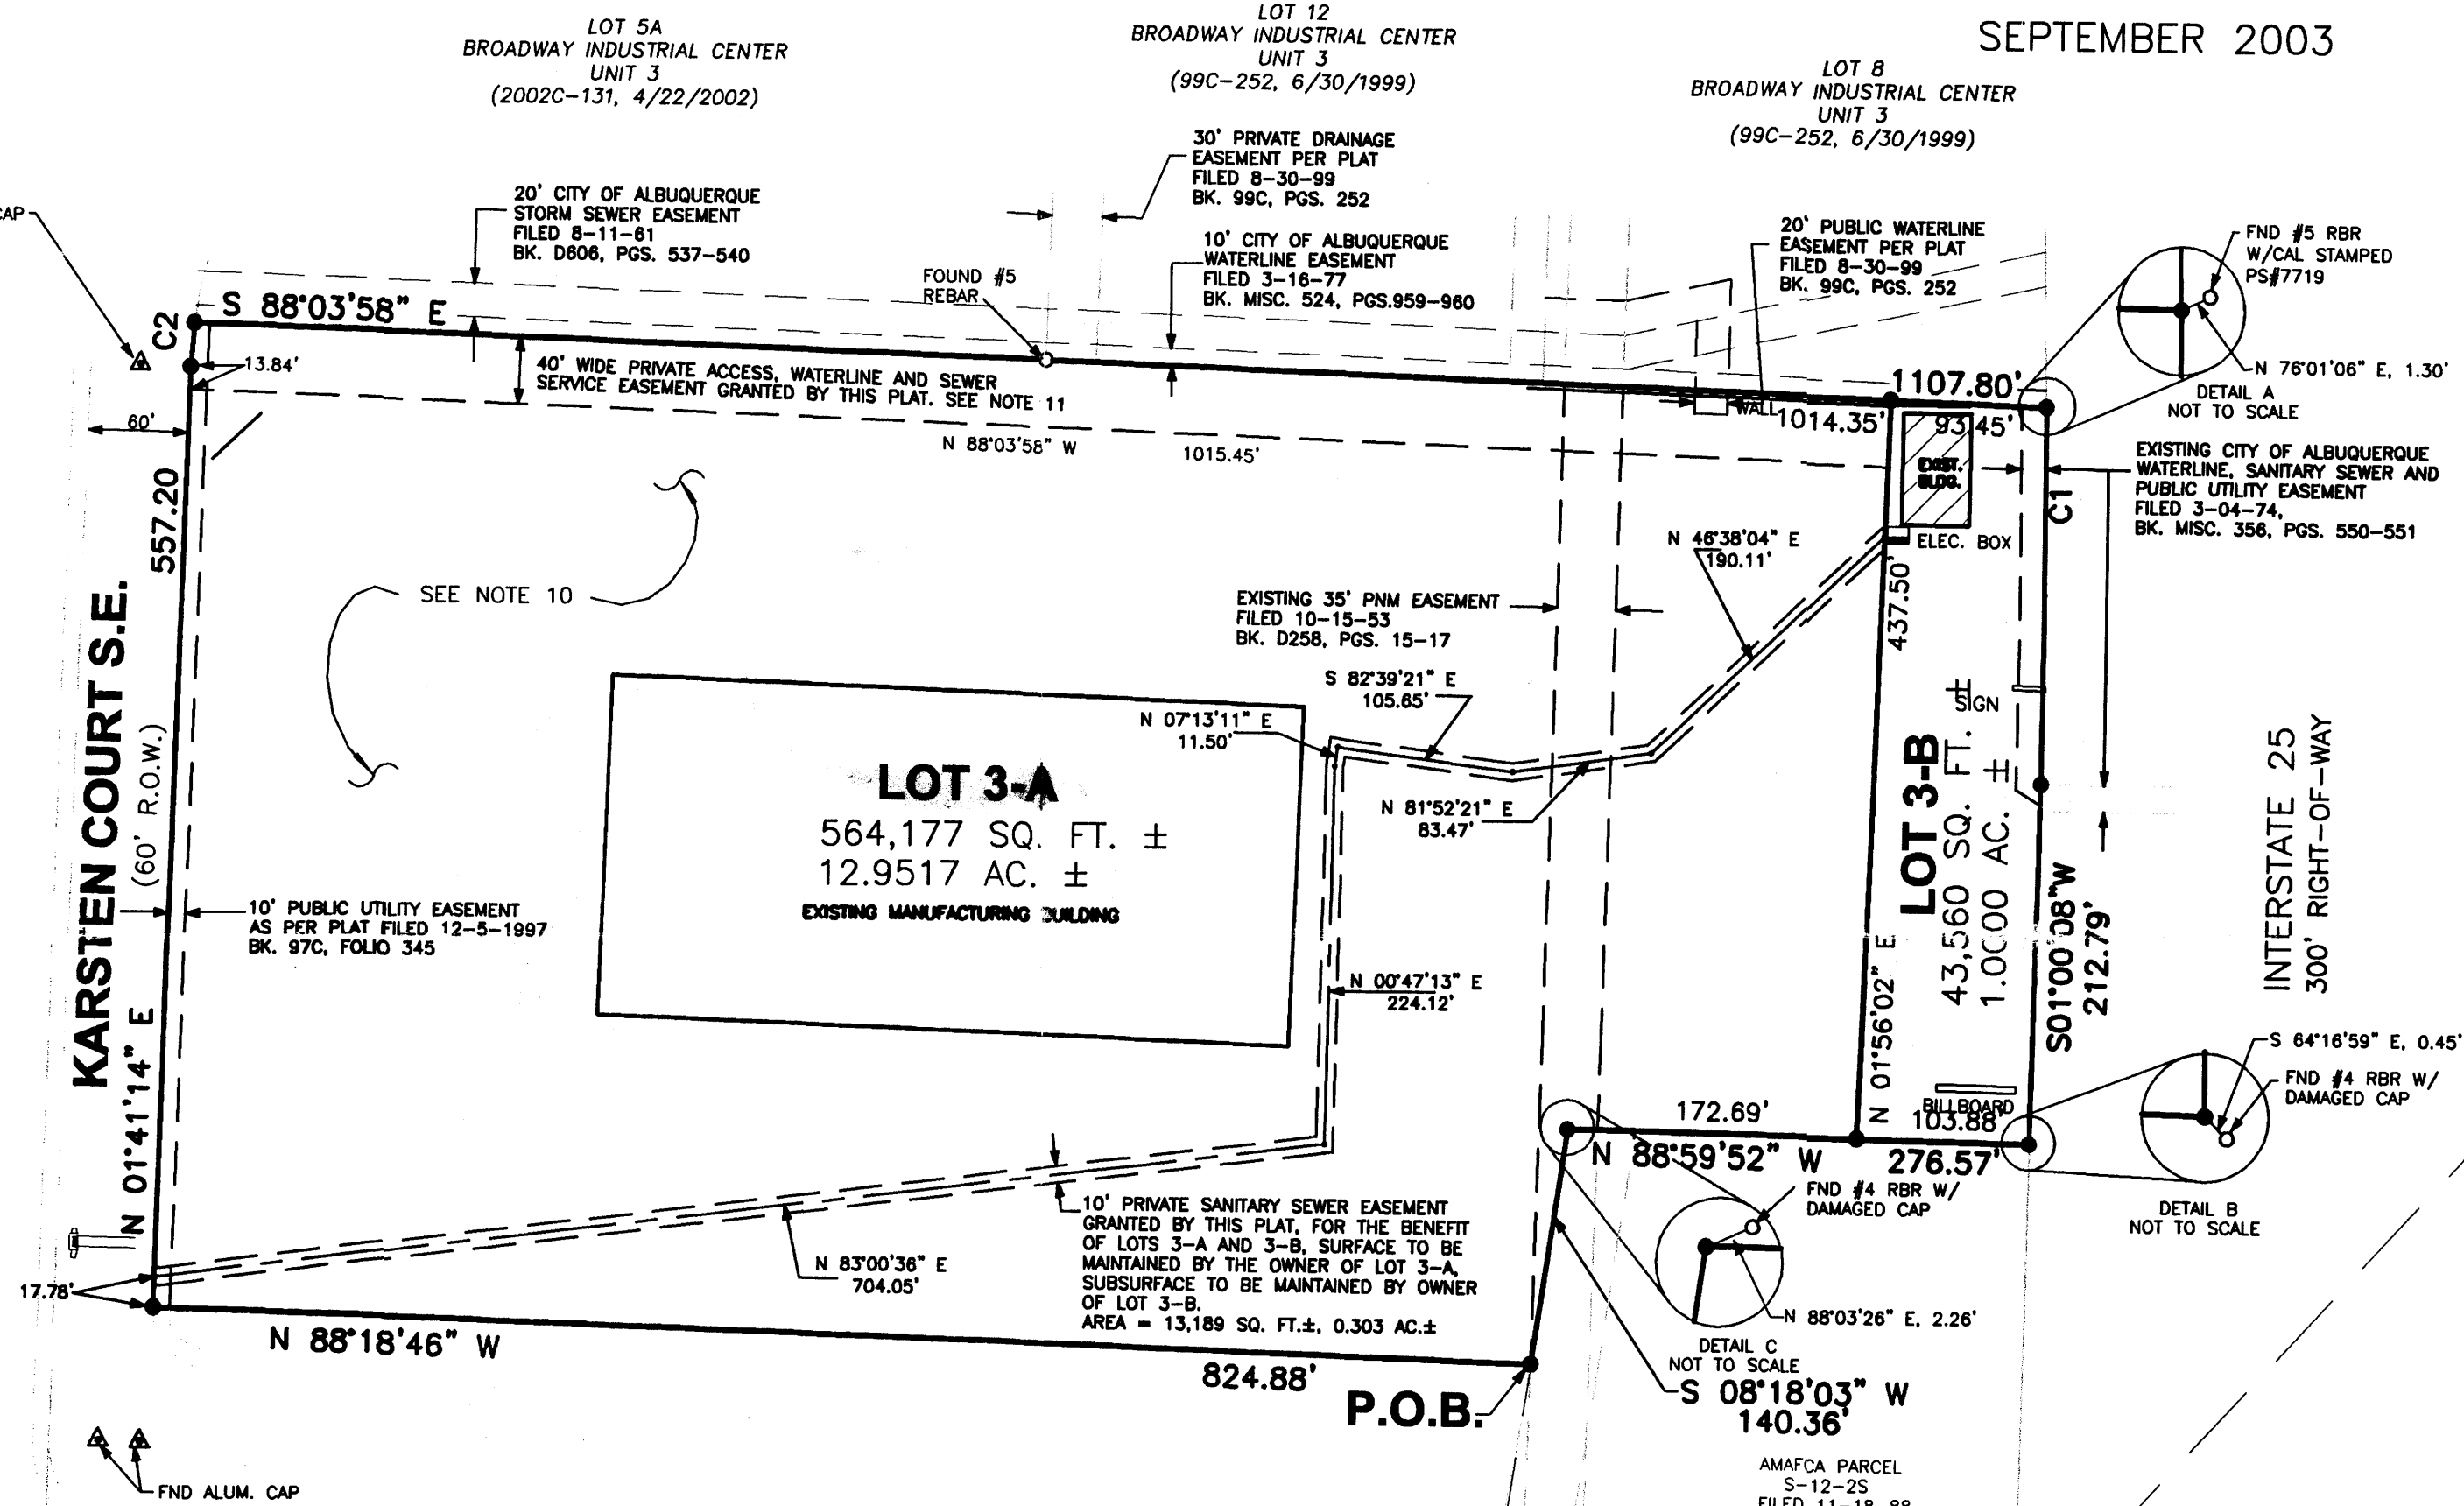 SEPTEMBER 2003
LOT 5A
BROADWAY INDUSTRIAL CENTER
UNIT 3
(2002C-131, 4/22/2002)
LOT 12
BROADWAY INDUSTRIAL CENTER
UNIT 3
(99C-252, 6/30/1999)
LOT 8
BROADWAY INDUSTRIAL CENTER
UNIT 3
(99C-252, 6/30/1999)
30' PRIVATE DRAINAGE
EASEMENT PER PLAT
FILED 8-30-99
BK. 99C, PGS. 252
CAP
20' CITY OF ALBUQUERQUE
STORM SEWER EASEMENT
FILED 8-11-61
BK. D606, PGS. 537-540
10' CITY OF ALBUQUERQUE
WATERLINE EASEMENT
FILED 3-16-77
BK. MISC. 524, PGS.959-960
20' PUBLIC WATERLINE
EASEMENT PER PLAT
FILED 8-30-99
BK. 99C, PGS. 252
FND #5 RBR
W/CAL STAMPED
PS#7719
N 76°01'06" E, 1.30'
DETAIL A
NOT TO SCALE
FOUND #5
REBAR
C2
S 88°03'58" E
13.84'
60'
40' WIDE PRIVATE ACCESS, WATERLINE AND SEWER
SERVICE EASEMENT GRANTED BY THIS PLAT. SEE NOTE 11
N 88°03'58" W
1015.45'
WALL
1107.80'
1014.35'
93.45'
EXIST.
BLDG.
EXISTING CITY OF ALBUQUERQUE
WATERLINE, SANITARY SEWER AND
PUBLIC UTILITY EASEMENT
FILED 3-04-74,
BK. MISC. 356, PGS. 550-551
C1
ELEC. BOX
557.20
SEE NOTE 10
N 46°38'04" E
190.11'
437.50'
EXISTING 35' PNM EASEMENT
FILED 10-15-53
BK. D258, PGS. 15-17
S 82°39'21" E
105.65'
N 07°13'11" E
11.50'
N 81°52'21" E
83.47'
SIGN
KARSTEN COURT S.E.
(60' R.O.W.)
LOT 3-A
564,177 SQ. FT. ±
12.9517 AC. ±
EXISTING MANUFACTURING BUILDING
LOT 3-B
43,560 SQ. FT. ±
1.0000 AC. ±
INTERSTATE 25
300' RIGHT-OF-WAY
10' PUBLIC UTILITY EASEMENT
AS PER PLAT FILED 12-5-1997
BK. 97C, FOLIO 345
N 01°41'14" E
N 00°47'13" E
224.12'
N 01°56'02" E
S01°00'08"W
212.79'
S 64°16'59" E, 0.45'
FND #4 RBR W/
DAMAGED CAP
DETAIL B
NOT TO SCALE
BILLBOARD
172.69'
103.88'
N 88°59'52" W
276.57'
FND #4 RBR W/
DAMAGED CAP
N 88°03'26" E, 2.26'
DETAIL C
NOT TO SCALE
10' PRIVATE SANITARY SEWER EASEMENT
GRANTED BY THIS PLAT, FOR THE BENEFIT
OF LOTS 3-A AND 3-B, SURFACE TO BE
MAINTAINED BY THE OWNER OF LOT 3-A,
SUBSURFACE TO BE MAINTAINED BY OWNER
OF LOT 3-B.
AREA = 13,189 SQ. FT.±, 0.303 AC.±
N 83°00'36" E
704.05'
17.78'
N 88°18'46" W
824.88'
P.O.B.
S 08°18'03" W
140.36'
FND ALUM. CAP
AMAFCA PARCEL
S-12-2S
FILED 11-18-88